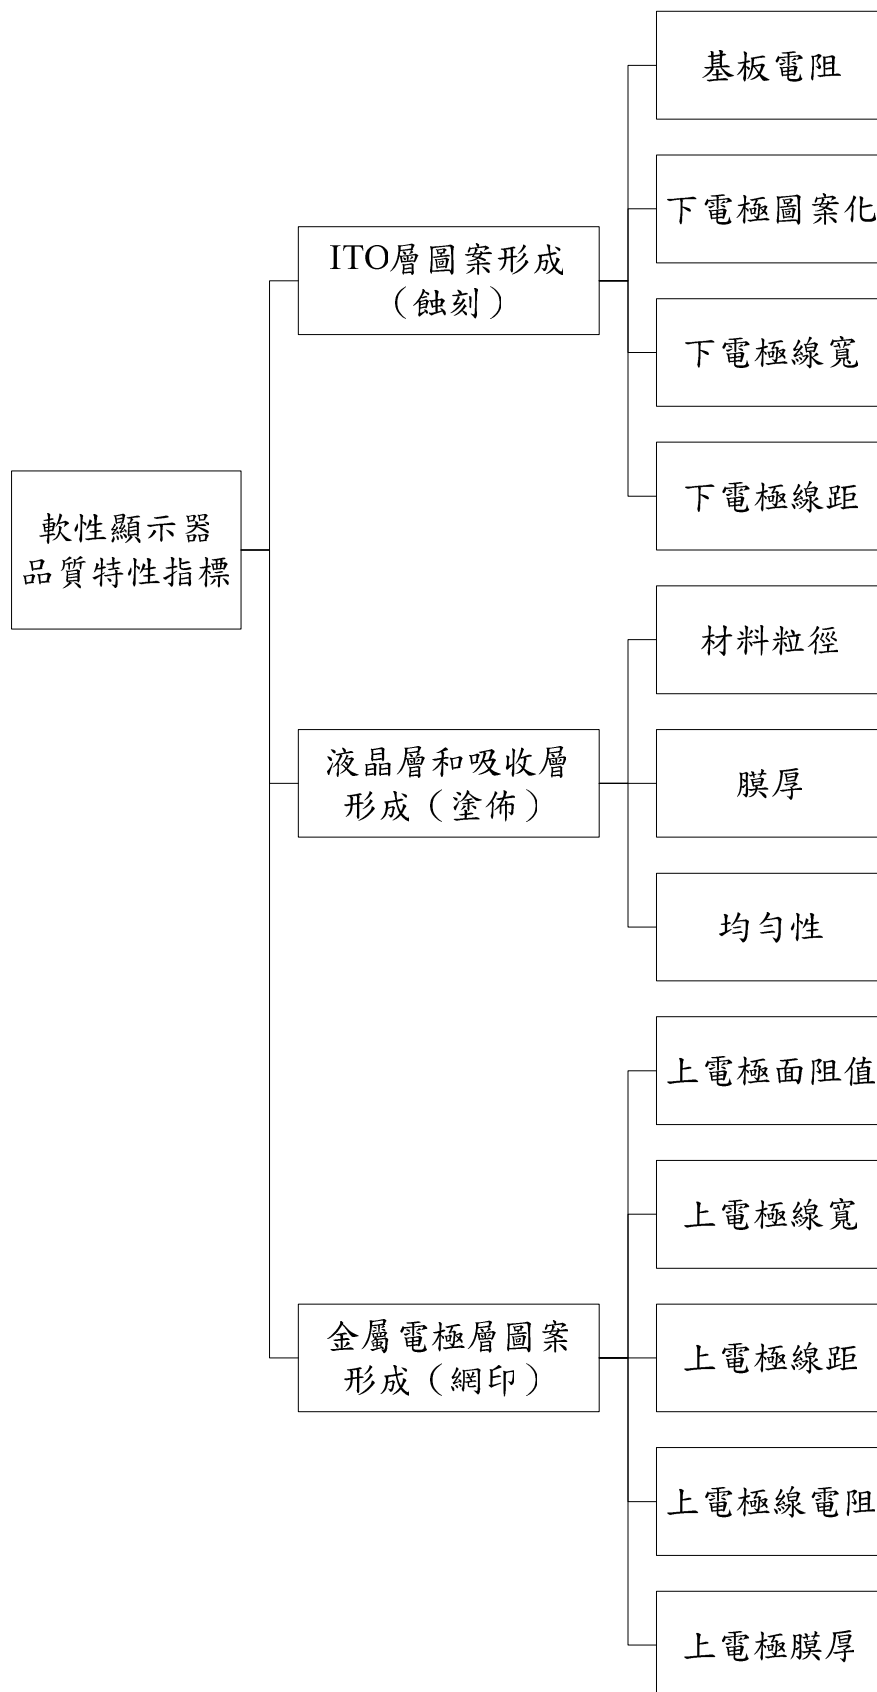 軟性顯示器
品質特性指標
ITO層圖案形成
（蝕刻）
基板電阻
下電極圖案化
下電極線寬
下電極線距
液晶層和吸收層
形成（塗佈）
材料粒徑
膜厚
均勻性
金屬電極層圖案
形成（網印）
上電極面阻值
上電極線寬
上電極線距
上電極線電阻
上電極膜厚